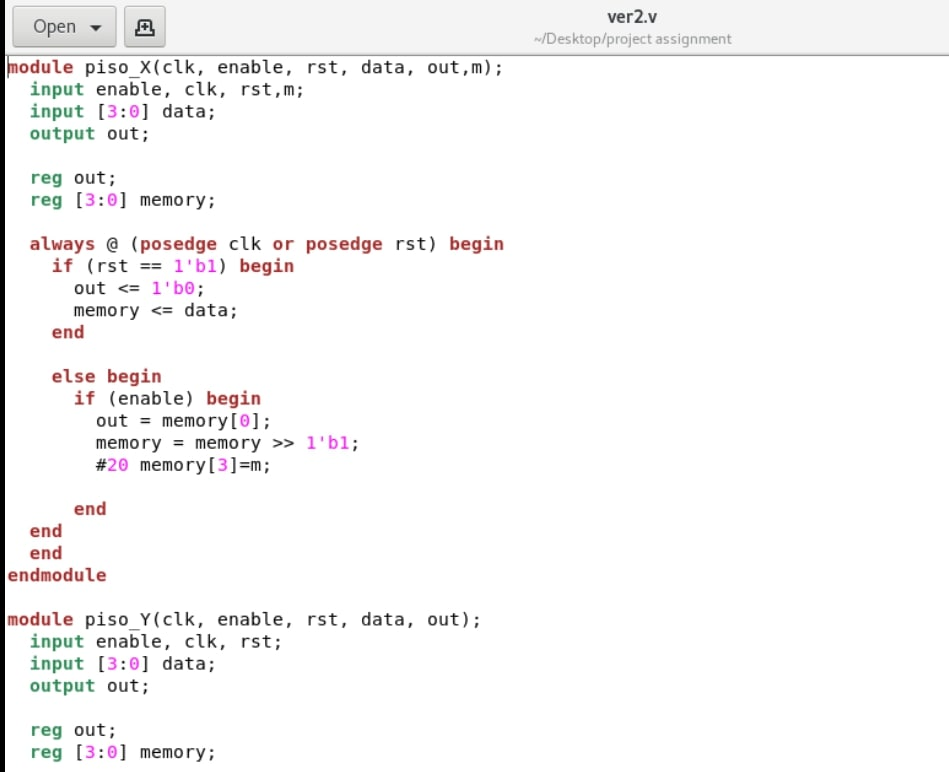 Open
ver2.v
~/Desktop/project assignment
module piso_X(clk, enable, rst, data, out,m);
  input enable, clk, rst,m;
  input [3:0] data;
  output out;

  reg out;
  reg [3:0] memory;

  always @ (posedge clk or posedge rst) begin
    if (rst == 1'b1) begin
      out <= 1'b0;
      memory <= data;
    end

    else begin
      if (enable) begin
        out = memory[0];
        memory = memory >> 1'b1;
        #20 memory[3]=m;

      end
  end
  end
endmodule

module piso_Y(clk, enable, rst, data, out);
  input enable, clk, rst;
  input [3:0] data;
  output out;

  reg out;
  reg [3:0] memory;